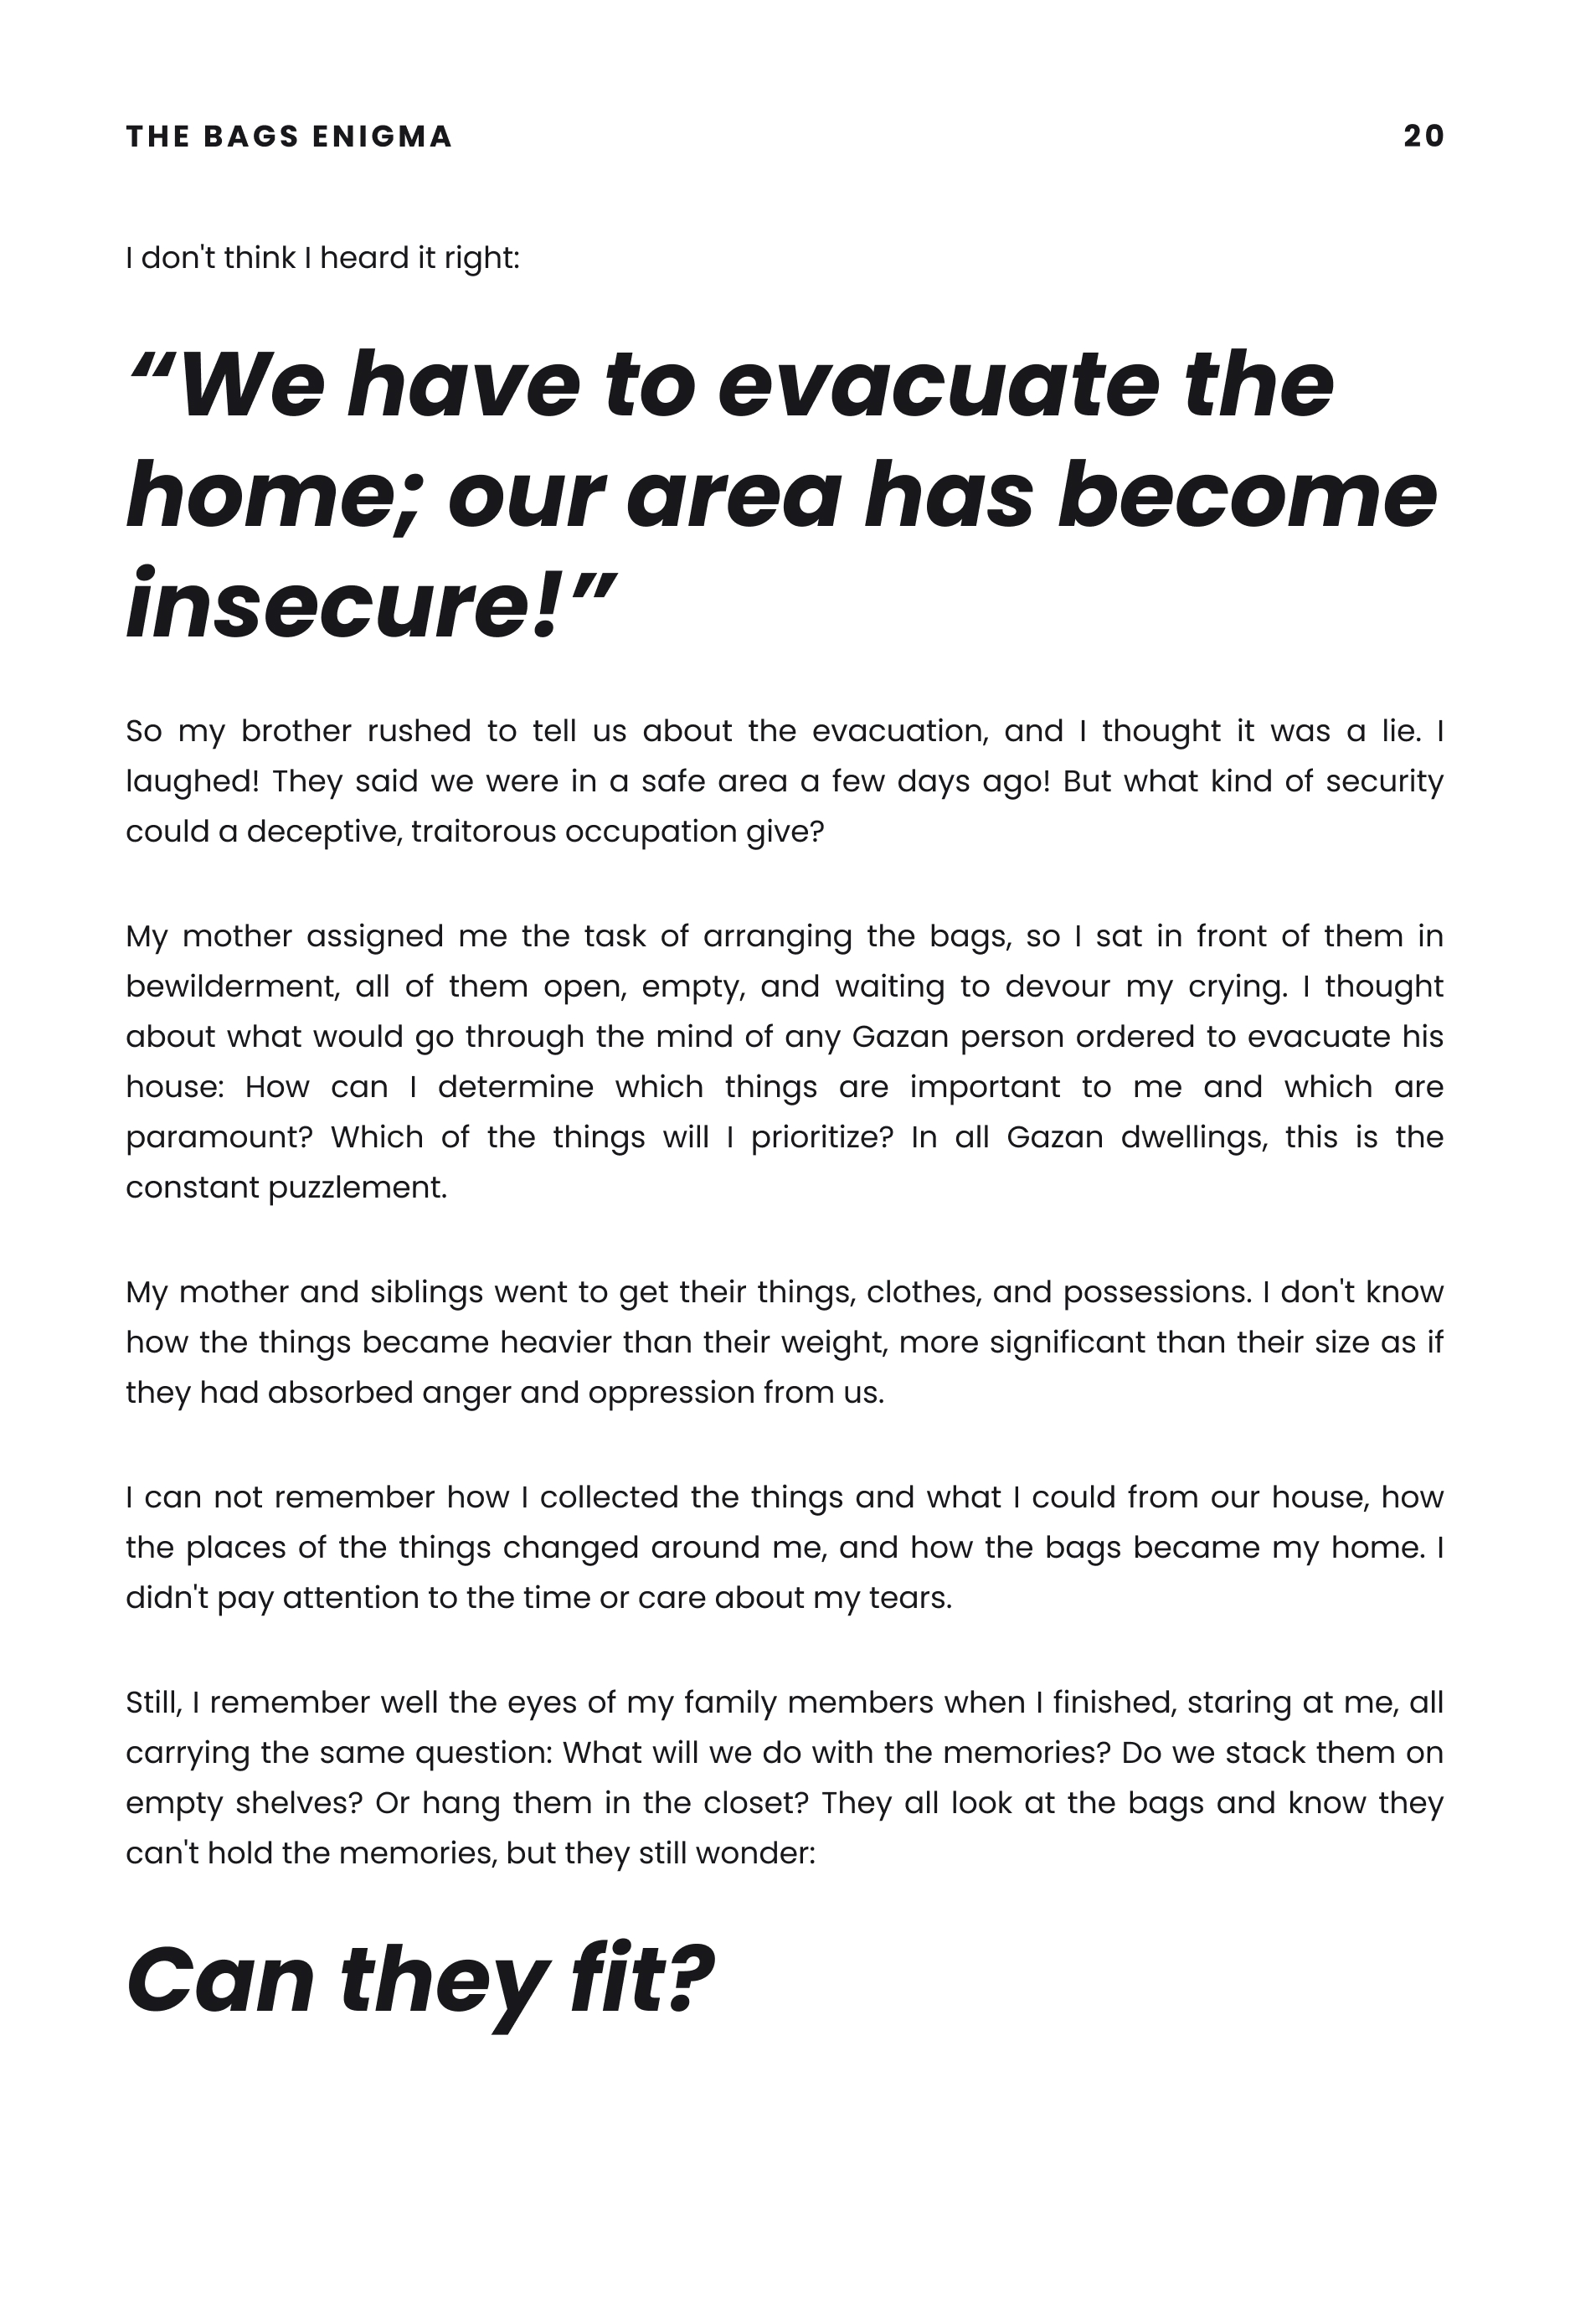 THE BAGS ENIGMA
20
I don't think I heard it right:
“We have to evacuate the
home; our area has become
insecure!”
So my brother rushed to tell us about the evacuation, and I thought it was a lie. I
laughed! They said we were in a safe area a few days ago! But what kind of security
could a deceptive, traitorous occupation give?
My mother assigned me the task of arranging the bags, so I sat in front of them in
bewilderment, all of them open, empty, and waiting to devour my crying. I thought
about what would go through the mind of any Gazan person ordered to evacuate his
house: How can I determine which things are important to me and which are
paramount? Which of the things will I prioritize? In all Gazan dwellings, this is the
constant puzzlement.
My mother and siblings went to get their things, clothes, and possessions. I don't know
how the things became heavier than their weight, more significant than their size as if
they had absorbed anger and oppression from us.
I can not remember how I collected the things and what I could from our house, how
the places of the things changed around me, and how the bags became my home. I
didn't pay attention to the time or care about my tears.
Still, I remember well the eyes of my family members when I finished, staring at me, all
carrying the same question: What will we do with the memories? Do we stack them on
empty shelves? Or hang them in the closet? They all look at the bags and know they
can't hold the memories, but they still wonder:
Can they fit?